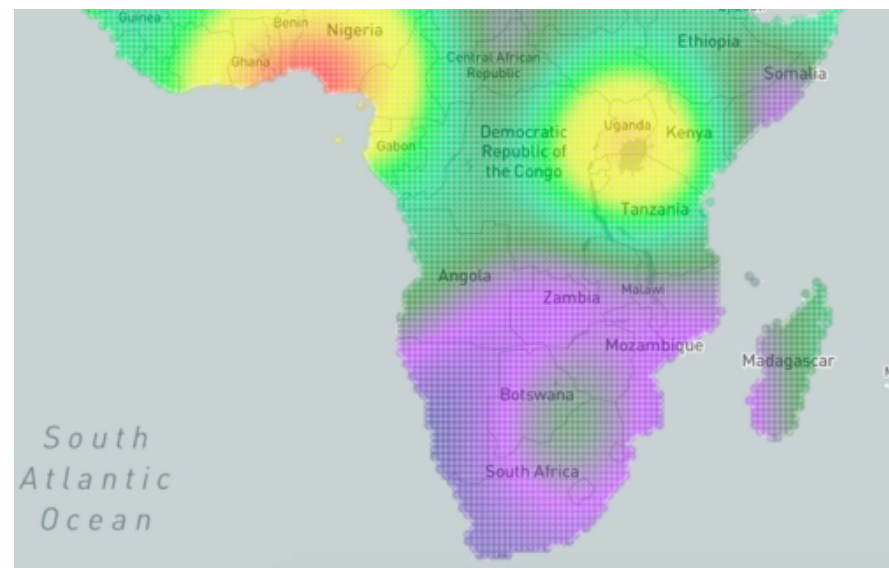 Guinea
Benin
Nigeria
Ghana
Central African
Republic
Ethiopia
Somalia
Uganda
Kenya
Democratic
Republic of
the Congo
Gabon
Tanzania
Angola
Malawi
Zambia
Mozambique
Madagascar
Botswana
South Africa
South
Atlantic
Ocean